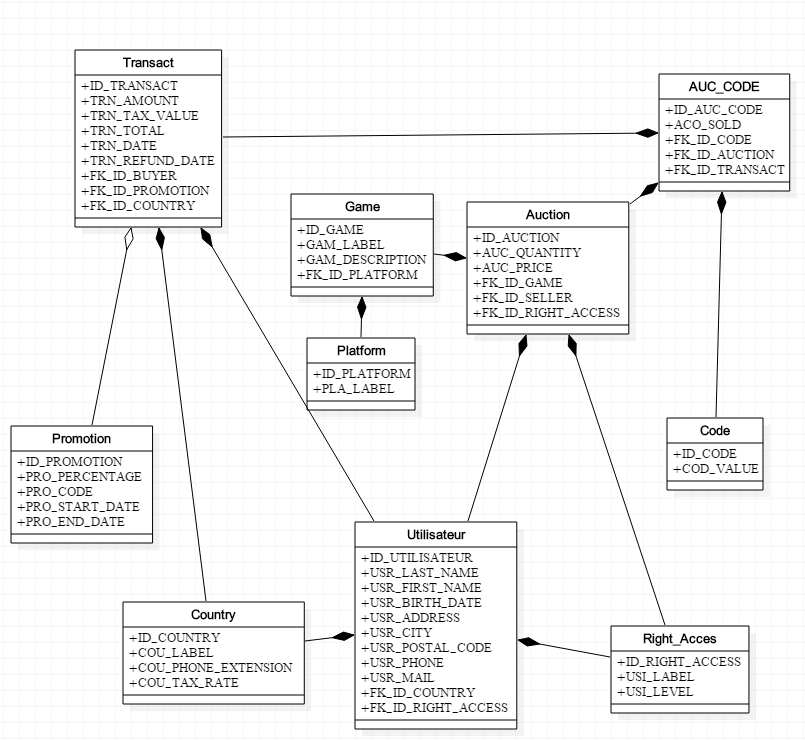 Transact
+ID_TRANSACT
+TRN_AMOUNT
+TRN_TAX_VALUE
+TRN_TOTAL
+TRN_DATE
+TRN_REFUND_DATE
+FK_ID_BUYER
+FK_ID_PROMOTION
+FK_ID_COUNTRY
AUC_CODE
+ID_AUC_CODE
+ACO_SOLD
+FK_ID_CODE
+FK_ID_AUCTION
+FK_ID_TRANSACT
Game
+ID_GAME
+GAM_LABEL
+GAM_DESCRIPTION
+FK_ID_PLATFORM
Auction
+ID_AUCTION
+AUC_QUANTITY
+AUC_PRICE
+FK_ID_GAME
+FK_ID_SELLER
+FK_ID_RIGHT_ACCESS
Platform
+ID_PLATFORM
+PLA_LABEL
Promotion
+ID_PROMOTION
+PRO_PERCENTAGE
+PRO_CODE
+PRO_START_DATE
+PRO_END_DATE
Code
+ID_CODE
+COD_VALUE
Utilisateur
+ID_UTILISATEUR
+USR_LAST_NAME
+USR_FIRST_NAME
+USR_BIRTH_DATE
+USR_ADDRESS
+USR_CITY
+USR_POSTAL_CODE
+USR_PHONE
+USR_MAIL
+FK_ID_COUNTRY
+FK_ID_RIGHT_ACCESS
Country
+ID_COUNTRY
+COU_LABEL
+COU_PHONE_EXTENSION
+COU_TAX_RATE
Right_Acces
+ID_RIGHT_ACCESS
+USI_LABEL
+USI_LEVEL